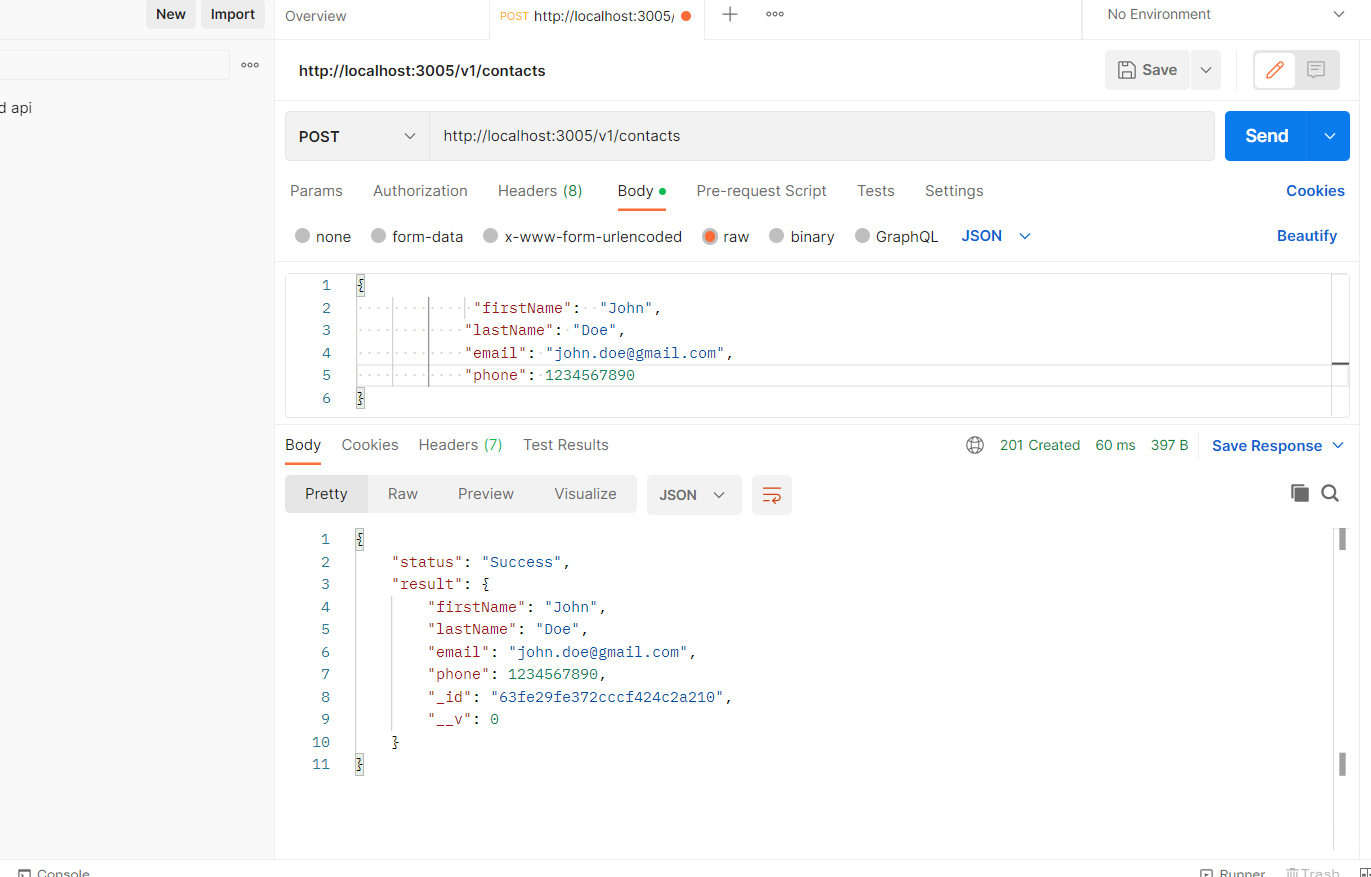 New Import Overview POST http://localhost:3005/ No Environment
http://localhost:3005/v1/contacts Save
d api
POST http://localhost:3005/v1/contacts Send
Params Authorization Headers (8) Body Pre-request Script Tests Settings Cookies
none form-data x-www-form-urlencoded raw binary GraphQL JSON Beautify
1 {
2 "firstName": "John",
3 "lastName": "Doe",
4 "email": "john.doe@gmail.com",
5 "phone": 1234567890
6 }
Body Cookies Headers (7) Test Results 201 Created 60 ms 397 B Save Response
Pretty Raw Preview Visualize JSON
1 {
2 "status": "Success",
3 "result": {
4 "firstName": "John",
5 "lastName": "Doe",
6 "email": "john.doe@gmail.com",
7 "phone": 1234567890,
8 "_id": "63fe29fe372cccf424c2a210",
9 "__v": 0
10 }
11 }
Console Runner Trash